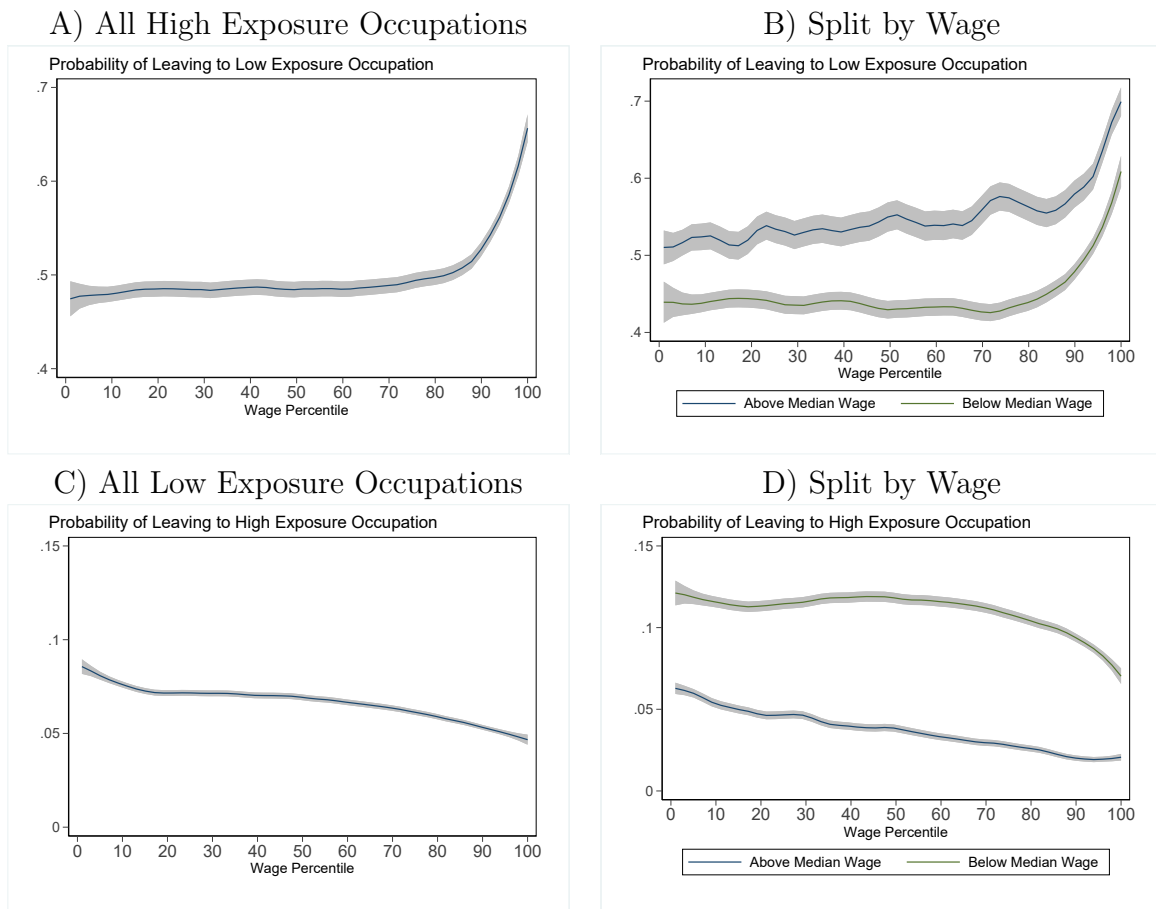 A) All High Exposure Occupations
Probability of Leaving to Low Exposure Occupation
.7
.6
.5
.4
0 10 20 30 40 50 60 70 80 90 100
Wage Percentile
B) Split by Wage
Probability of Leaving to Low Exposure Occupation
.7
.6
.5
.4
0 10 20 30 40 50 60 70 80 90 100
Wage Percentile
Above Median Wage Below Median Wage
C) All Low Exposure Occupations
Probability of Leaving to High Exposure Occupation
.15
.1
.05
0
0 10 20 30 40 50 60 70 80 90 100
Wage Percentile
D) Split by Wage
Probability of Leaving to High Exposure Occupation
.15
.1
.05
0
0 10 20 30 40 50 60 70 80 90 100
Wage Percentile
Above Median Wage Below Median Wage